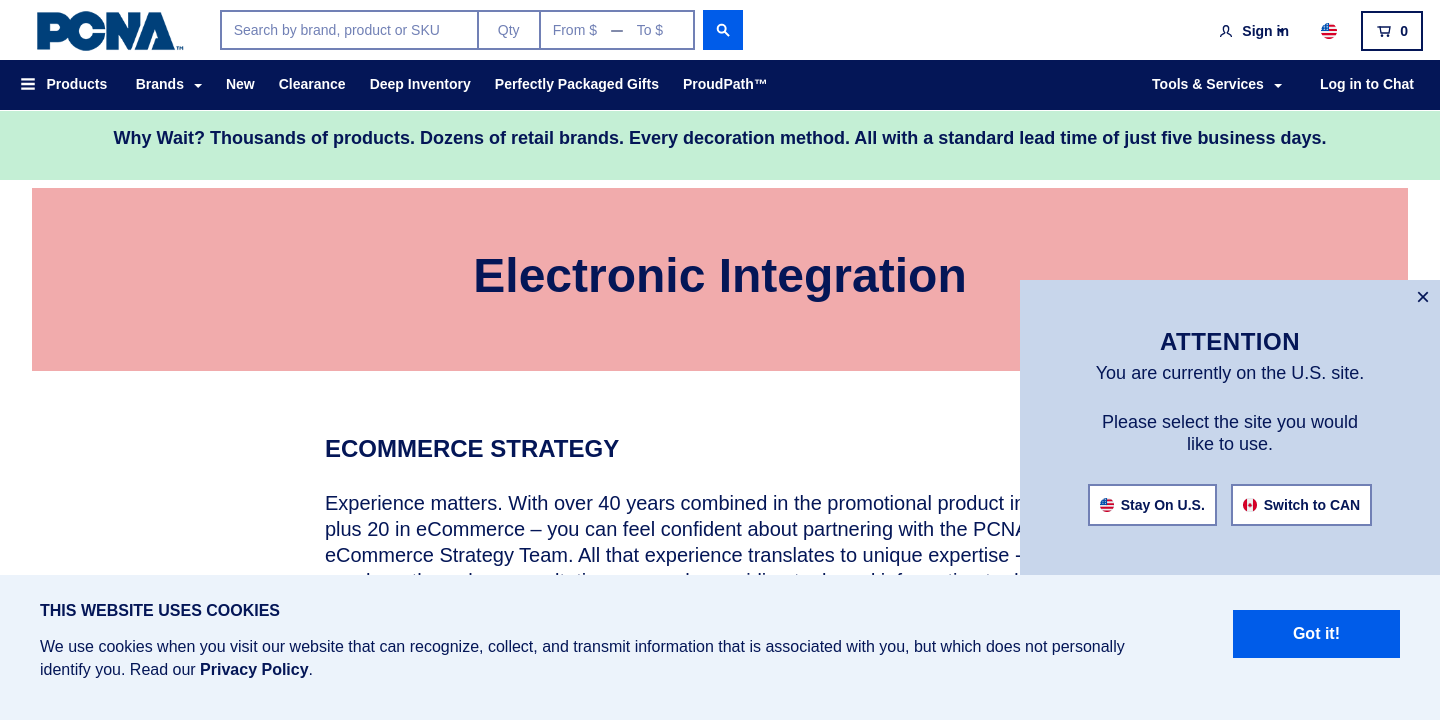 PCNA™
Search by brand, product or SKU
Qty
From $ — To $
Sign in
0
Products
Brands
New
Clearance
Deep Inventory
Perfectly Packaged Gifts
ProudPath™
Tools & Services
Log in to Chat
Why Wait? Thousands of products. Dozens of retail brands. Every decoration method. All with a standard lead time of just five business days.
Electronic Integration
×
ATTENTION
You are currently on the U.S. site.
Please select the site you would
like to use.
Stay On U.S.
Switch to CAN
ECOMMERCE STRATEGY
Experience matters. With over 40 years combined in the promotional product
plus 20 in eCommerce – you can feel confident about partnering with the PCNA
eCommerce Strategy Team. All that experience translates to unique expertise -
THIS WEBSITE USES COOKIES
We use cookies when you visit our website that can recognize, collect, and transmit information that is associated with you, but which does not personally
identify you. Read our Privacy Policy.
Got it!